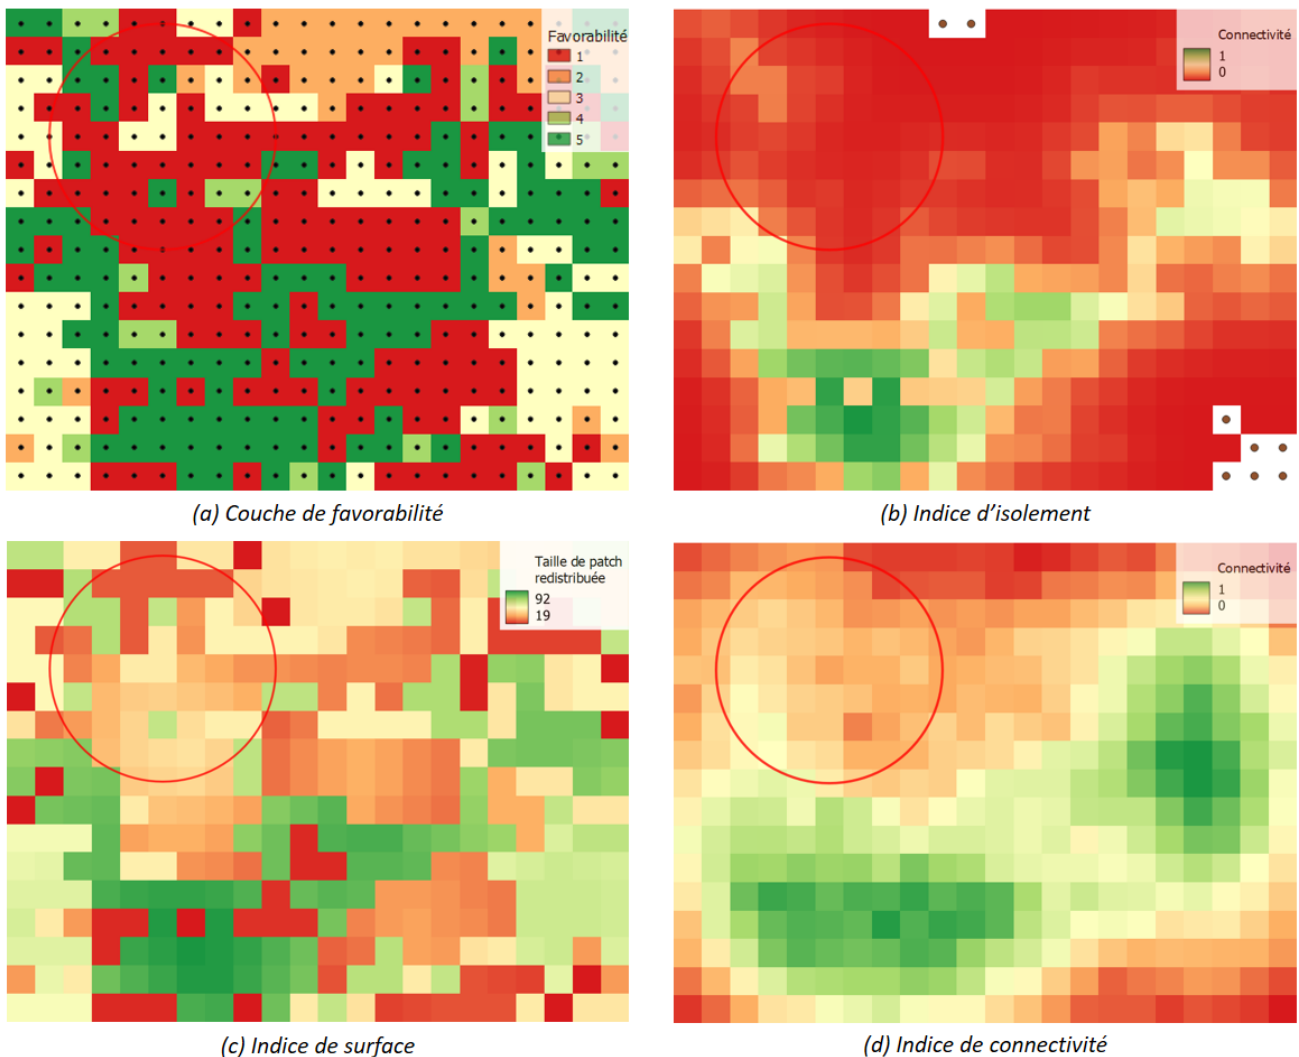 Favorabilité
1
2
3
4
5
Connectivité
1
0
(a) Couche de favorabilité
(b) Indice d’isolement
Taille de patch
redistribuée
92
19
Connectivité
1
0
(c) Indice de surface
(d) Indice de connectivité